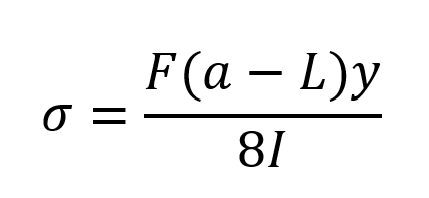 σ = F(a − L)y / 8I